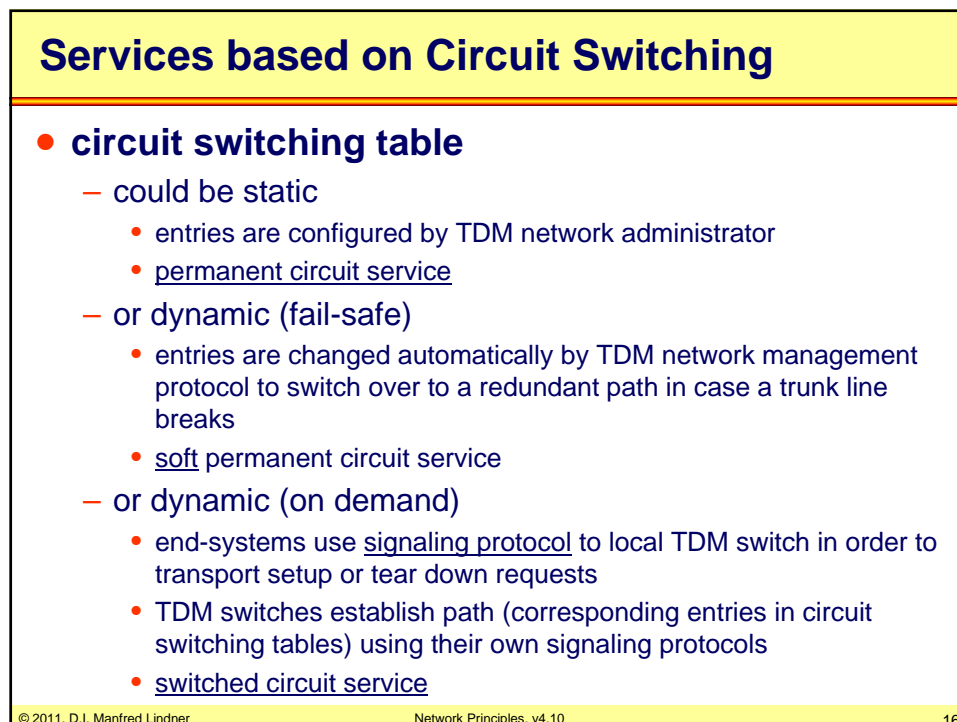 Services based on Circuit Switching
• circuit switching table
– could be static
• entries are configured by TDM network administrator
• permanent circuit service
– or dynamic (fail-safe)
• entries are changed automatically by TDM network management
protocol to switch over to a redundant path in case a trunk line
breaks
• soft permanent circuit service
– or dynamic (on demand)
• end-systems use signaling protocol to local TDM switch in order to
transport setup or tear down requests
• TDM switches establish path (corresponding entries in circuit
switching tables) using their own signaling protocols
• switched circuit service
© 2011, D.I. Manfred Lindner Network Principles, v4.10 16